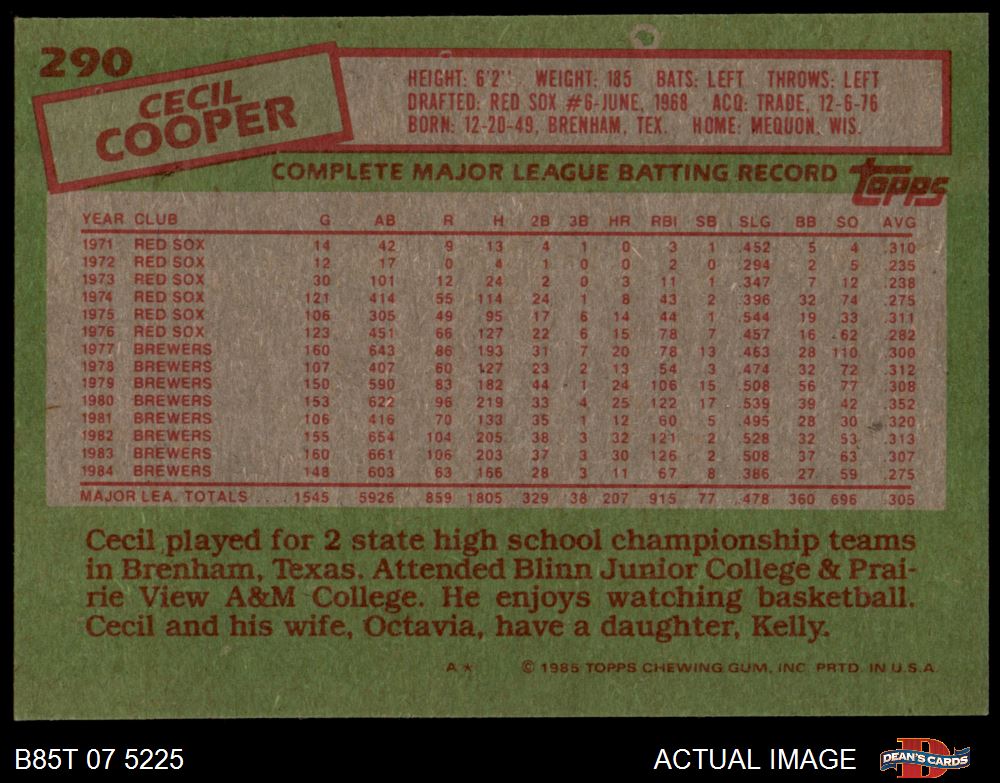 290
CECIL
COOPER
HEIGHT: 6'2" WEIGHT: 185 BATS: LEFT THROWS: LEFT
DRAFTED: RED SOX #6-JUNE, 1968 ACQ: TRADE, 12-6-76
BORN: 12-20-49, BRENHAM, TEX. HOME: MEQUON, WIS.
COMPLETE MAJOR LEAGUE BATTING RECORD
TOPPS
YEAR CLUB G AB R H 2B 3B HR RBI SB SLG BB SO AVG
1971 RED SOX 14 42 9 13 4 1 0 3 1 .452 5 4 .310
1972 RED SOX 12 17 0 4 1 0 0 2 0 .294 2 5 .235
1973 RED SOX 30 101 12 24 2 0 3 11 1 .347 7 12 .238
1974 RED SOX 121 414 55 114 24 1 8 43 2 .396 32 74 .275
1975 RED SOX 106 305 49 95 17 6 14 44 1 .544 19 33 .311
1976 RED SOX 123 451 66 127 22 6 15 78 7 .457 16 62 .282
1977 BREWERS 160 643 86 193 31 7 20 78 13 .463 28 110 .300
1978 BREWERS 107 407 60 127 23 2 13 54 3 .474 32 72 .312
1979 BREWERS 150 590 83 182 44 1 24 106 15 .508 56 77 .308
1980 BREWERS 153 622 96 219 33 4 25 122 17 .539 39 42 .352
1981 BREWERS 106 416 70 133 35 1 12 60 5 .495 28 30 .320
1982 BREWERS 155 654 104 205 38 3 32 121 2 .528 32 53 .313
1983 BREWERS 160 661 106 203 37 3 30 126 2 .508 37 63 .307
1984 BREWERS 148 603 63 166 28 3 11 67 8 .386 27 59 .275
MAJOR LEA. TOTALS .... 1545 5926 859 1805 329 38 207 915 77 .478 360 696 .305
Cecil played for 2 state high school championship teams
in Brenham, Texas. Attended Blinn Junior College & Prai-
rie View A&M College. He enjoys watching basketball.
Cecil and his wife, Octavia, have a daughter, Kelly.
A* © 1985 TOPPS CHEWING GUM, INC. PRTD. IN U.S.A.
B85T 07 5225 ACTUAL IMAGE DEAN'S CARDS